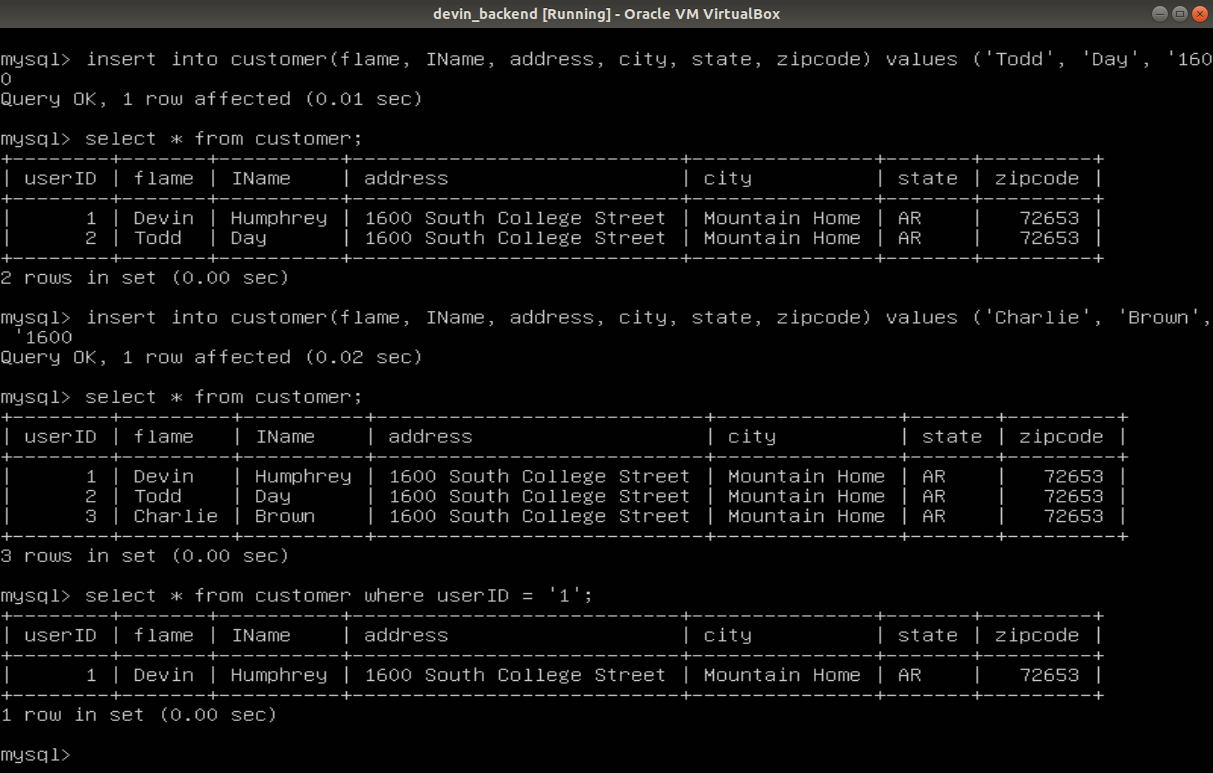 devin_backend [Running] - Oracle VM VirtualBox
mysql> insert into customer(flame, IName, address, city, state, zipcode) values ('Todd', 'Day', '160
0
Query OK, 1 row affected (0.01 sec)
mysql> select * from customer;
+--------+-------+----------+---------------------------+---------------+-------+---------+
| userID | flame | IName    | address                   | city          | state | zipcode |
+--------+-------+----------+---------------------------+---------------+-------+---------+
|      1 | Devin | Humphrey | 1600 South College Street | Mountain Home | AR    |   72653 |
|      2 | Todd  | Day      | 1600 South College Street | Mountain Home | AR    |   72653 |
+--------+-------+----------+---------------------------+---------------+-------+---------+
2 rows in set (0.00 sec)
mysql> insert into customer(flame, IName, address, city, state, zipcode) values ('Charlie', 'Brown',
 '1600
Query OK, 1 row affected (0.02 sec)
mysql> select * from customer;
+--------+---------+----------+---------------------------+---------------+-------+---------+
| userID | flame   | IName    | address                   | city          | state | zipcode |
+--------+---------+----------+---------------------------+---------------+-------+---------+
|      1 | Devin   | Humphrey | 1600 South College Street | Mountain Home | AR    |   72653 |
|      2 | Todd    | Day      | 1600 South College Street | Mountain Home | AR    |   72653 |
|      3 | Charlie | Brown    | 1600 South College Street | Mountain Home | AR    |   72653 |
+--------+---------+----------+---------------------------+---------------+-------+---------+
3 rows in set (0.00 sec)
mysql> select * from customer where userID = '1';
+--------+-------+----------+---------------------------+---------------+-------+---------+
| userID | flame | IName    | address                   | city          | state | zipcode |
+--------+-------+----------+---------------------------+---------------+-------+---------+
|      1 | Devin | Humphrey | 1600 South College Street | Mountain Home | AR    |   72653 |
+--------+-------+----------+---------------------------+---------------+-------+---------+
1 row in set (0.00 sec)
mysql>